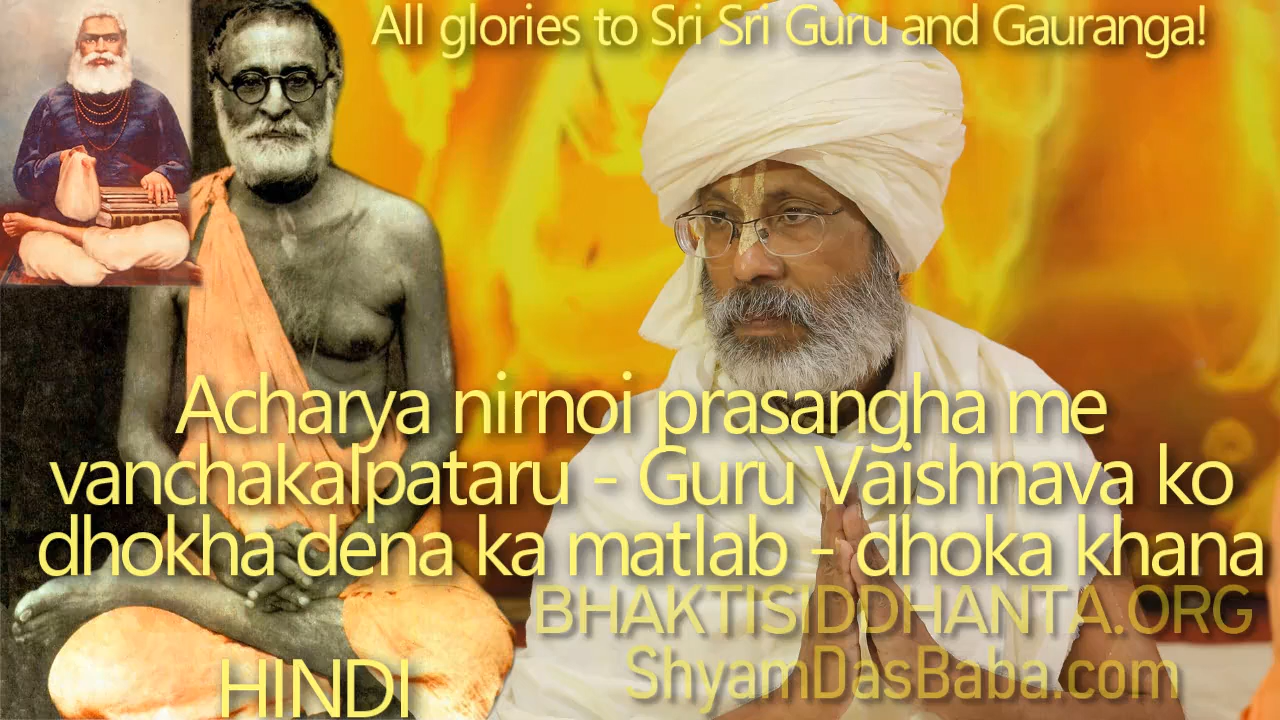 All glories to Sri Sri Guru and Gauranga!
Acharya nirnoi prasangha me
vanchakalpataru - Guru Vaishnava ko
dhokha dena ka matlab - dhoka khana
BHAKTISIDDHANTA.ORG
HINDI
ShyamDasBaba.com